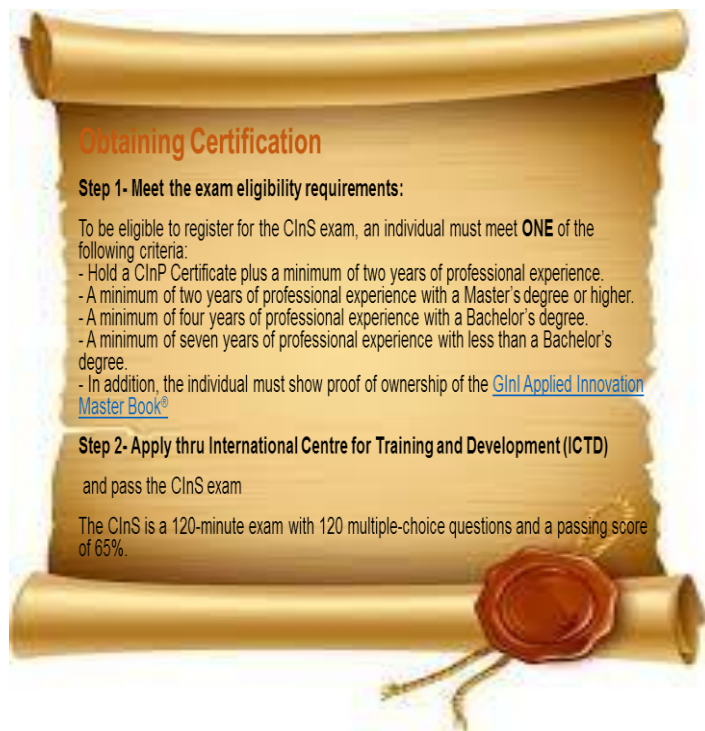 Obtaining Certification
Step 1- Meet the exam eligibility requirements:
To be eligible to register for the CInS exam, an individual must meet ONE of the
following criteria:
- Hold a CInP Certificate plus a minimum of two years of professional experience.
- A minimum of two years of professional experience with a Master's degree or higher.
- A minimum of four years of professional experience with a Bachelor's degree.
- A minimum of seven years of professional experience with less than a Bachelor's
degree.
- In addition, the individual must show proof of ownership of the GInI Applied Innovation
Master Book®
Step 2- Apply thru International Centre for Training and Development (ICTD)
and pass the CInS exam
The CInS is a 120-minute exam with 120 multiple-choice questions and a passing score
of 65%.